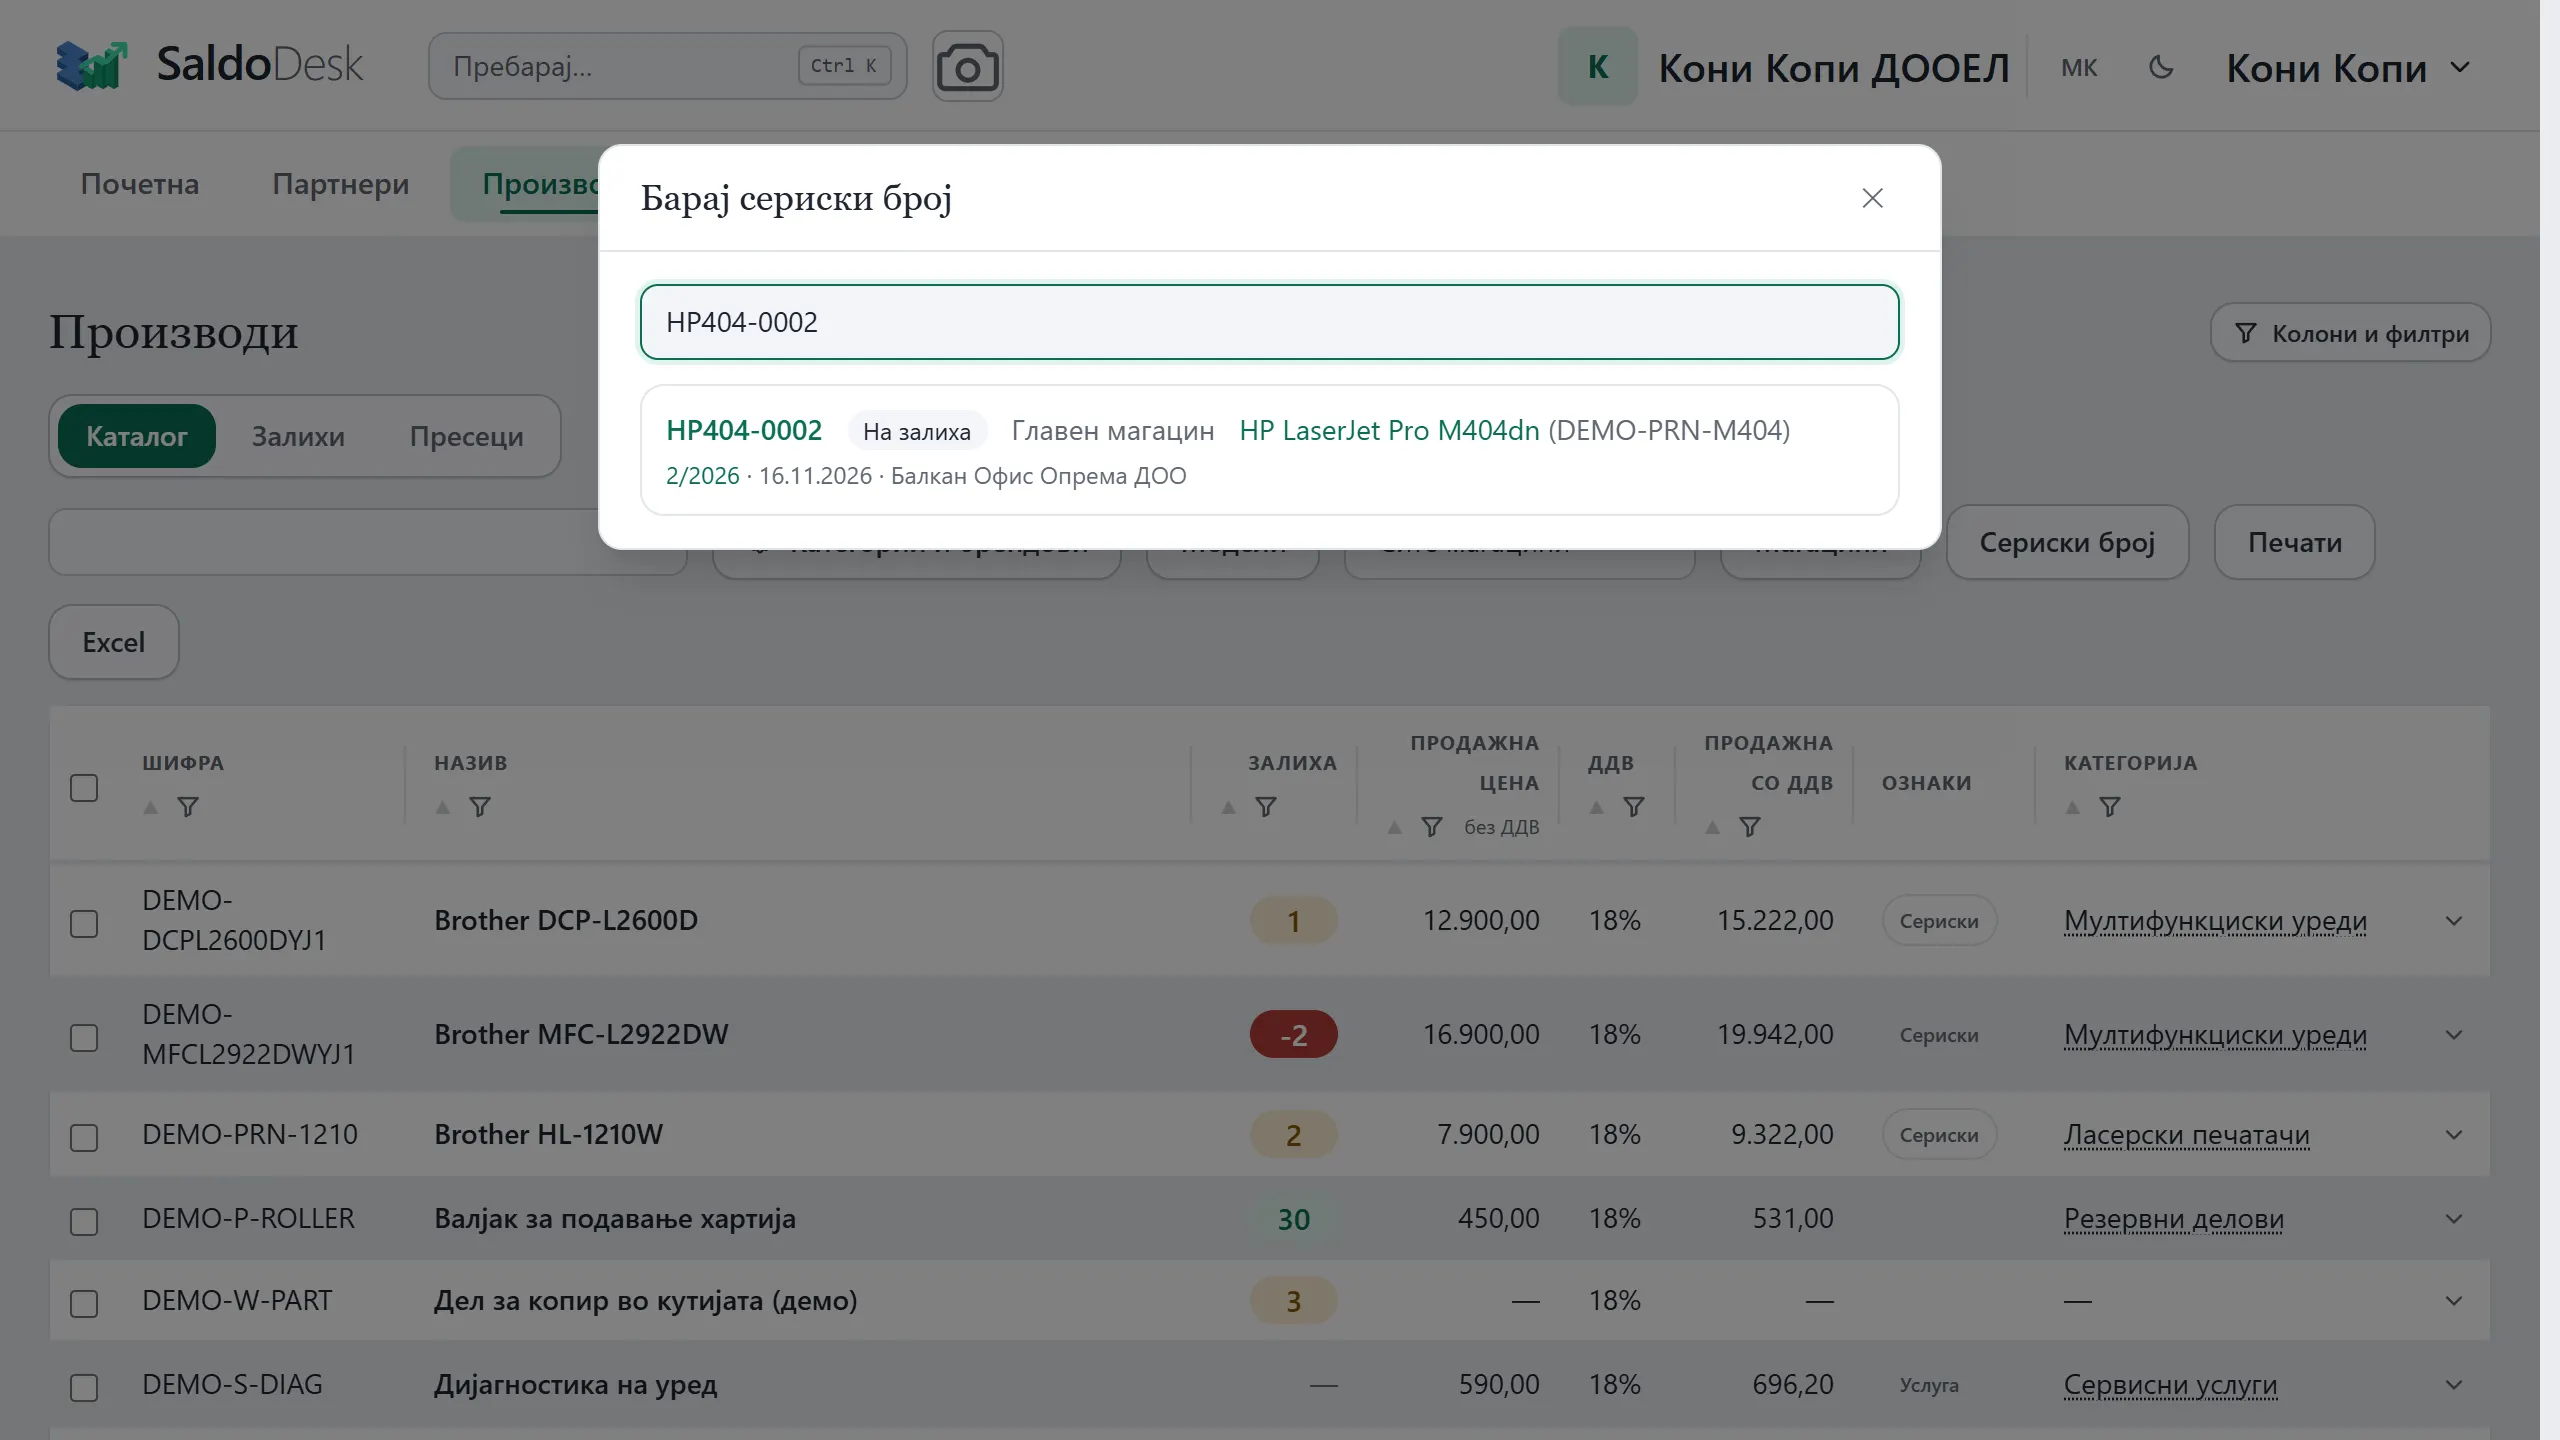 SaldoDesk
Пребарај...
Ctrl K
К
Кони Копи ДООЕЛ
МК
Кони Копи
Почетна
Партнери
Барај сериски број
HP404-0002
HP404-0002 На залиха Главен магацин HP LaserJet Pro M404dn (DEMO-PRN-M404)
2/2026 · 16.11.2026 · Балкан Офис Опрема ДОО
Производи
Колони и филтри
Каталог
Залихи
Пресеци
Сериски број
Печати
Excel
ШИФРА
НАЗИВ
ЗАЛИХА
ПРОДАЖНА
ЦЕНА
без ДДВ
ДДВ
ПРОДАЖНА
СО ДДВ
ОЗНАКИ
КАТЕГОРИЈА
DEMO-
DCPL2600DYJ1
Brother DCP-L2600D 1 12.900,00 18% 15.222,00 Сериски Мултифункциски уреди
DEMO-
MFCL2922DWYJ1
Brother MFC-L2922DW -2 16.900,00 18% 19.942,00 Сериски Мултифункциски уреди
DEMO-PRN-1210 Brother HL-1210W 2 7.900,00 18% 9.322,00 Сериски Ласерски печатачи
DEMO-P-ROLLER Валјак за подавање хартија 30 450,00 18% 531,00 Резервни делови
DEMO-W-PART Дел за копир во кутијата (демо) 3 — 18% — —
DEMO-S-DIAG Дијагностика на уред — 590,00 18% 696,20 Услуга Сервисни услуги